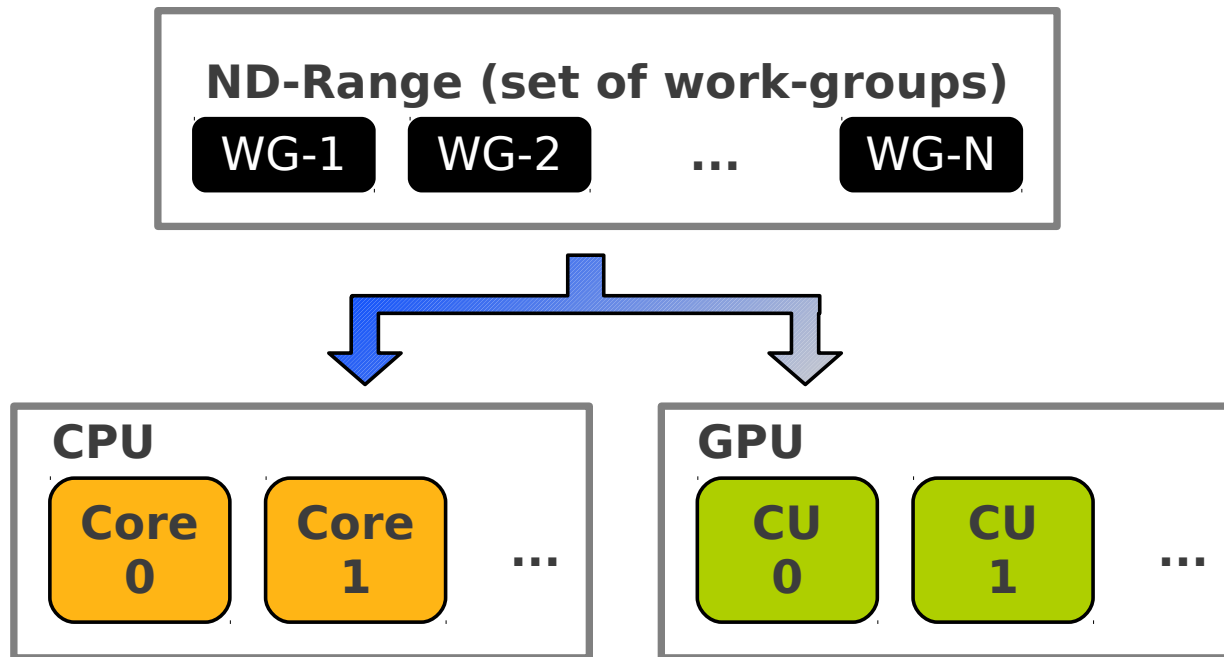 ND-Range (set of work-groups)
WG-1 WG-2 ... WG-N
CPU
Core 0
Core 1
...
GPU
CU 0
CU 1
...